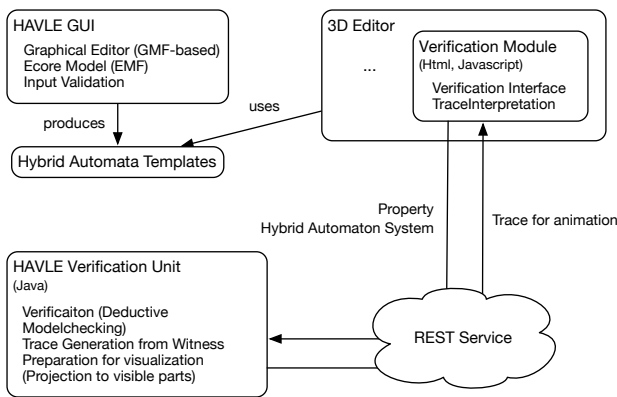 HAVLE GUI
Graphical Editor (GMF-based)
Ecore Model (EMF)
Input Validation
produces
Hybrid Automata Templates
uses
3D Editor
...
Verification Module
(Html, Javascript)
Verification Interface
TraceInterpretation
Property
Hybrid Automaton System
Trace for animation
HAVLE Verification Unit
(Java)
Verificaiton (Deductive
Modelchecking)
Trace Generation from Witness
Preparation for visualization
(Projection to visible parts)
REST Service